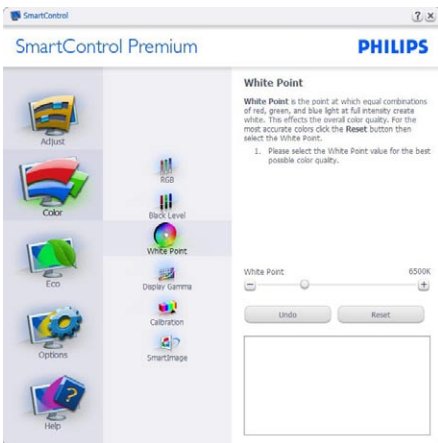 SmartControl
? x
SmartControl Premium
PHILIPS
Adjust
Color
Eco
Options
Help
RGB
Black Level
White Point
Display Gamma
Calibration
SmartImage
White Point
White Point is the point at which equal combinations
of red, green, and blue light at full intensity create
white. This effects the overall color quality. For the
most accurate colors click the Reset button then
select the White Point.
1. Please select the White Point value for the best
possible color quality.
White Point 6500K
Undo Reset